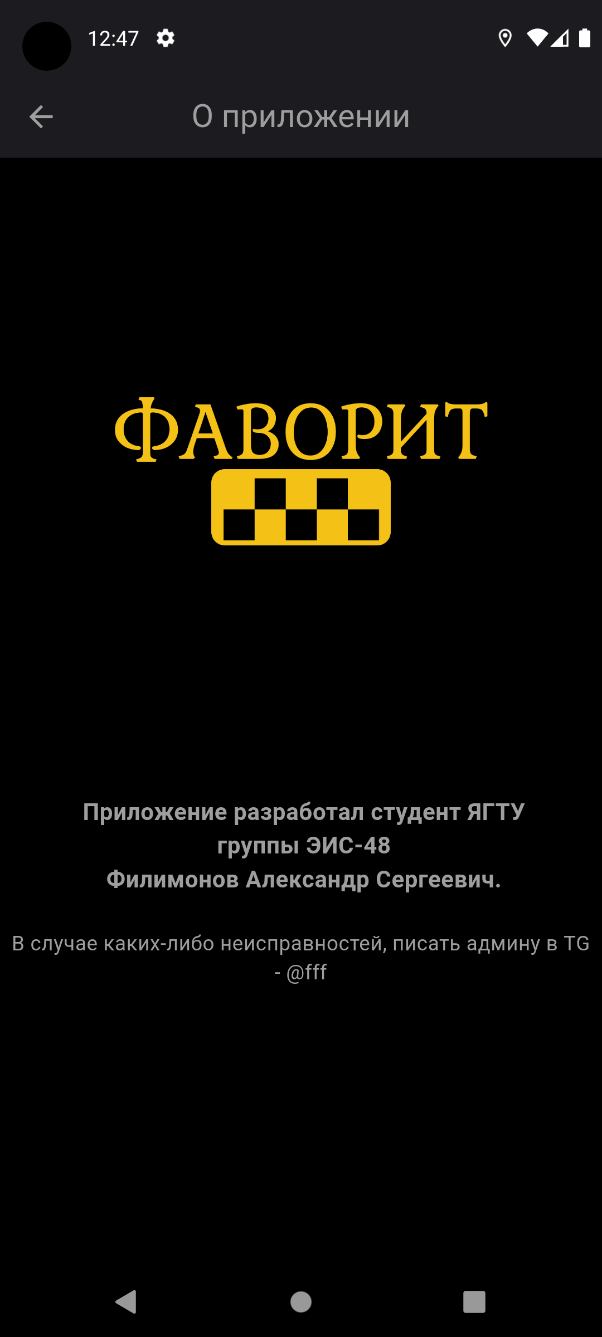 12:47
О приложении
ФАВОРИТ
Приложение разработал студент ЯГТУ
группы ЭИС-48
Филимонов Александр Сергеевич.
В случае каких-либо неисправностей, писать админу в TG
- @fff